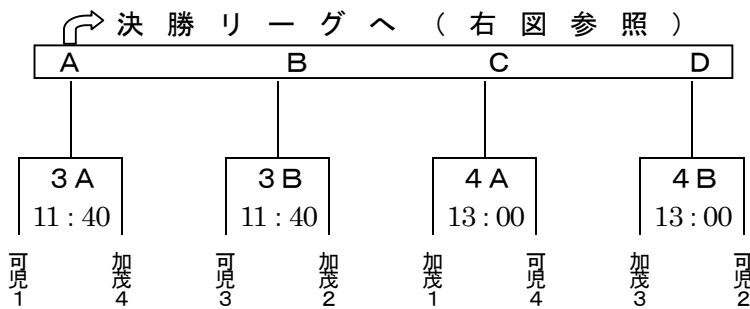 決勝リーグへ（右図参照）
A B C D
3A 3B 4A 4B
11:40 11:40 13:00 13:00
可児1 加茂4 可児3 加茂2 加茂1 可児4 加茂3 可児2